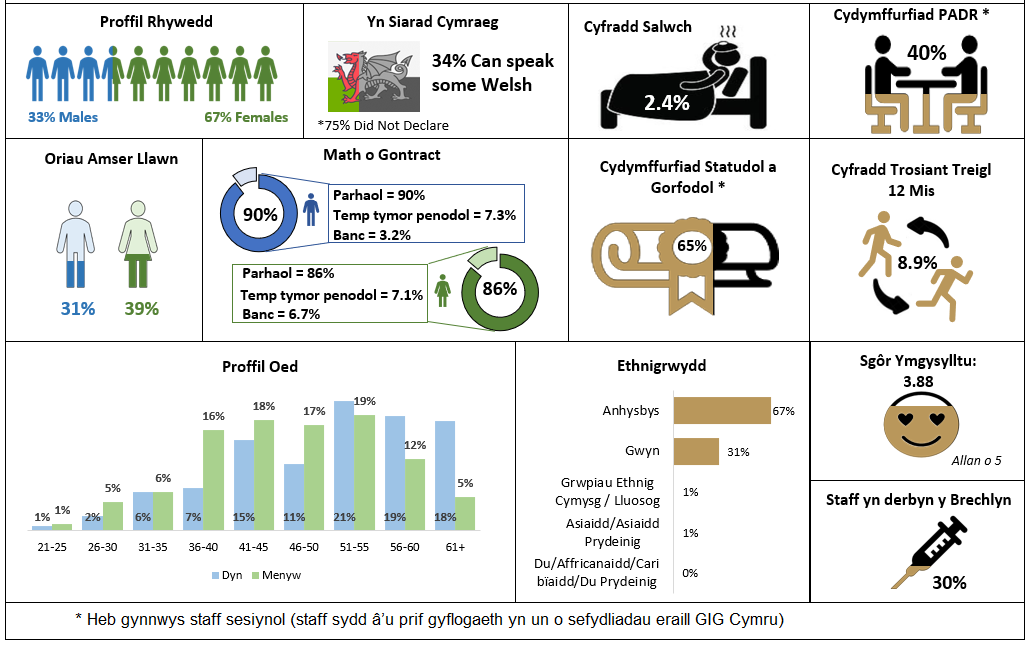 Proffil Rhywedd
33% Males
67% Females
Yn Siarad Cymraeg
34% Can speak
some Welsh
*75% Did Not Declare
Cyfradd Salwch
2.4%
Cydymffurfiad PADR *
40%
Oriau Amser Llawn
31%
39%
Math o Gontract
90%
Parhaol = 90%
Temp tymor penodol = 7.3%
Banc = 3.2%
Parhaol = 86%
Temp tymor penodol = 7.1%
Banc = 6.7%
86%
Cydymffurfiad Statudol a
Gorfodol *
65%
Cyfradd Trosiant Treigl
12 Mis
8.9%
Proffil Oed
1% 1%
2% 5%
6% 6%
7% 16%
15% 18%
11% 17%
21% 19%
19% 12%
18% 5%
21-25 26-30 31-35 36-40 41-45 46-50 51-55 56-60 61+
Dyn Menyw
Ethnigrwydd
Anhysbys 67%
Gwyn 31%
Grwpiau Ethnig
Cymysg / Lluosog 1%
Asiaidd/Asiaidd
Prydeinig 1%
Du/Affricanaidd/Cari
bïaidd/Du Prydeinig 0%
Sgôr Ymgysylltu:
3.88
Allan o 5
Staff yn derbyn y Brechlyn
30%
* Heb gynnwys staff sesiynol (staff sydd â’u prif gyflogaeth yn un o sefydliadau eraill GIG Cymru)